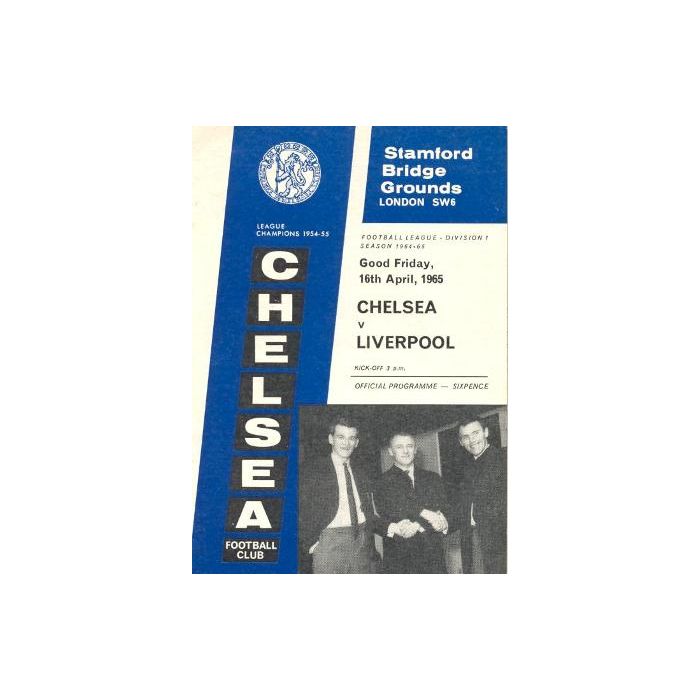 Stamford
Bridge
Grounds
LONDON SW6
LEAGUE
CHAMPIONS 1954-55
CHELSEA
FOOTBALL
CLUB
FOOTBALL LEAGUE - DIVISION 1
SEASON 1964-65
Good Friday,
16th April, 1965
CHELSEA
v
LIVERPOOL
KICK-OFF 3 p.m.
OFFICIAL PROGRAMME — SIXPENCE